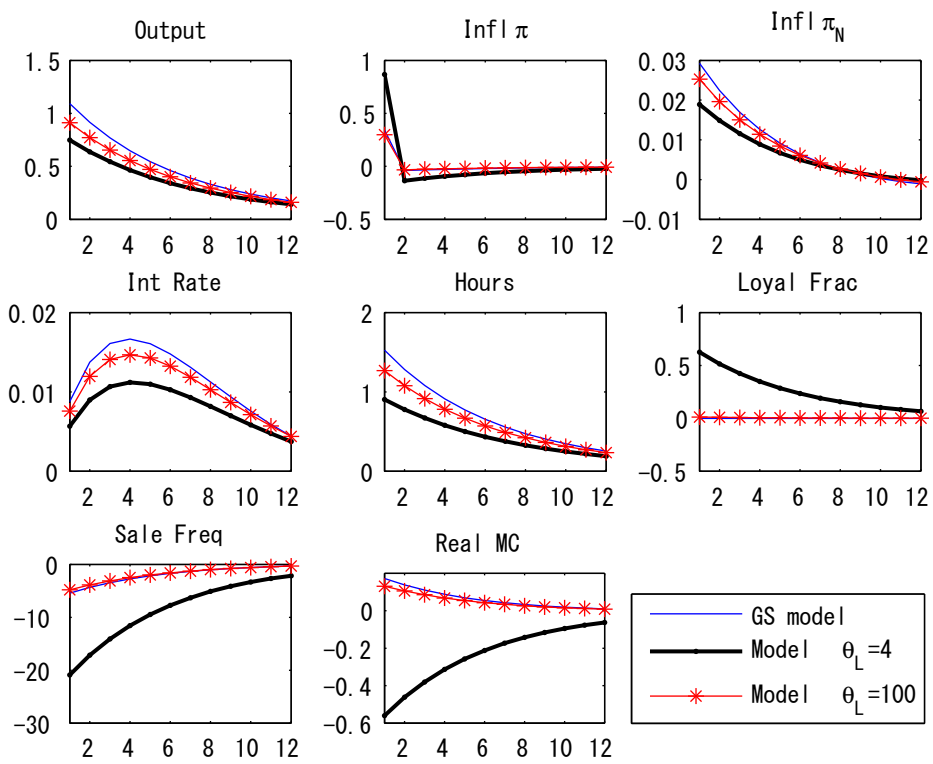 Output
1.5
1
0.5
0
2 4 6 8 10 12
Infl π
1
0.5
0
−0.5
2 4 6 8 10 12
Infl π_N
0.03
0.02
0.01
0
−0.01
2 4 6 8 10 12
Int Rate
0.02
0.01
0
2 4 6 8 10 12
Hours
2
1
0
2 4 6 8 10 12
Loyal Frac
1
0.5
0
−0.5
2 4 6 8 10 12
Sale Freq
0
−10
−20
−30
2 4 6 8 10 12
Real MC
0
−0.2
−0.4
−0.6
2 4 6 8 10 12
GS model
Model θ_L=4
Model θ_L=100